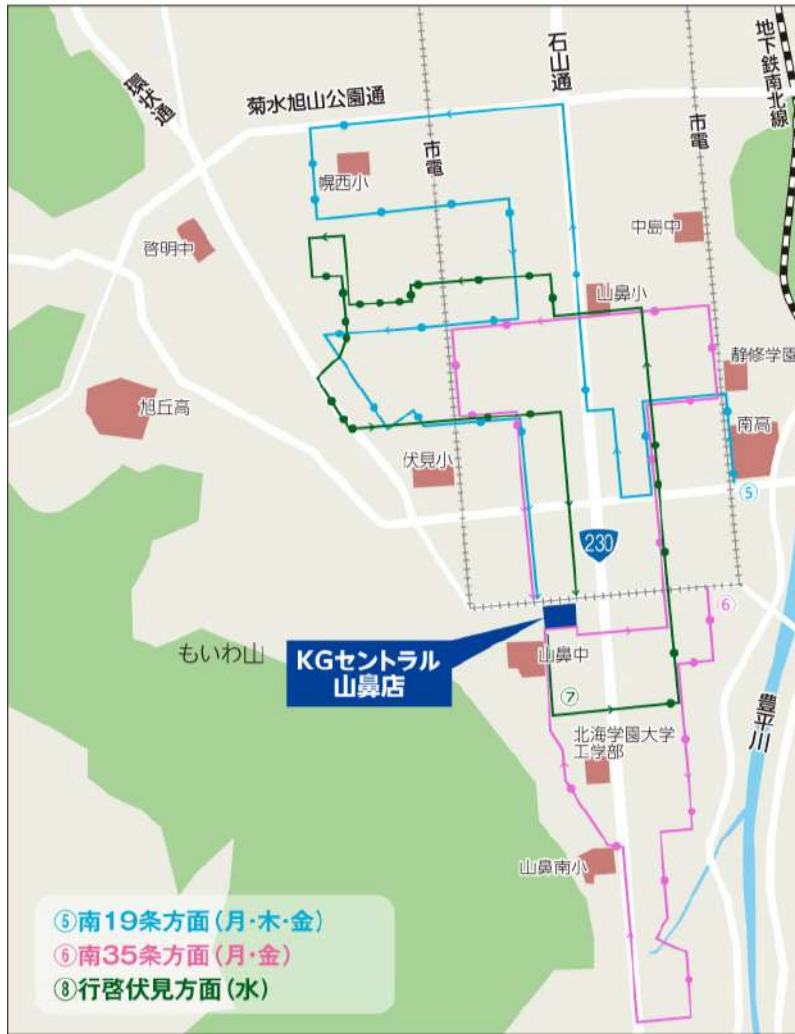 地下鉄南北線
石山通
環状通
菊水旭山公園通
市電
市電
幌西小
中島中
啓明中
山鼻小
静修学園
旭丘高
南高
伏見小
⑤
230
⑥
もいわ山
KGセントラル
山鼻店
山鼻中
⑦
豊平川
北海学園大学
工学部
山鼻南小
⑤南19条方面(月・木・金)
⑥南35条方面(月・金)
⑧行啓伏見方面(水)